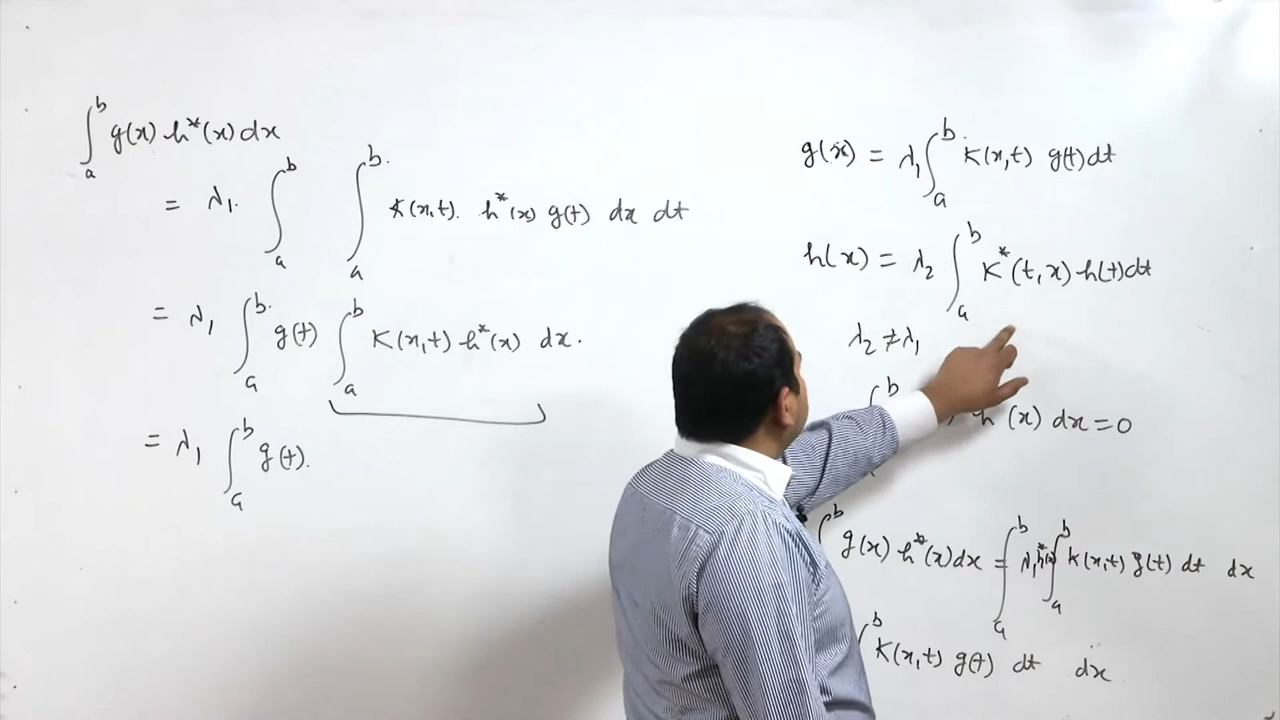 ∫_a^b g(x) h*(x) dx
= λ₁. ∫_a^b ∫_a^b K(x,t). h*(x) g(t) dx dt
= λ₁ ∫_a^b g(t) ∫_a^b K(x,t) h*(x) dx.
= λ₁ ∫_a^b g(t).
g(x) = λ₁ ∫_a^b K(x,t) g(t) dt
h(x) = λ₂ ∫_a^b K*(t,x) h(t) dt
λ₂ ≠ λ₁
∫^b h (x) dx = 0
∫^b g(x) h*(x) dx = ∫_a^b λ₁ h*(x) ∫_a^b K(x,t) g(t) dt dx
∫^b K(x,t) g(t) dt dx